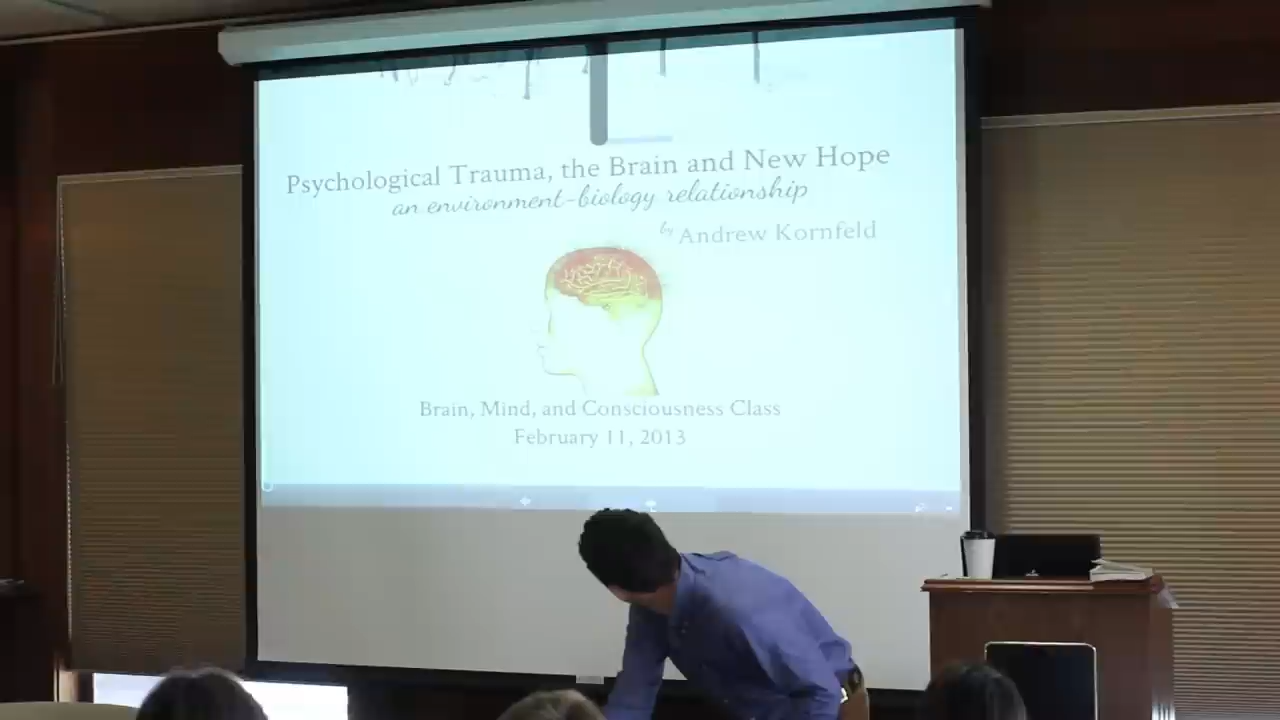 Psychological Trauma, the Brain and New Hope
an environment-biology relationship
by Andrew Kornfeld
Brain, Mind, and Consciousness Class
February 11, 2013